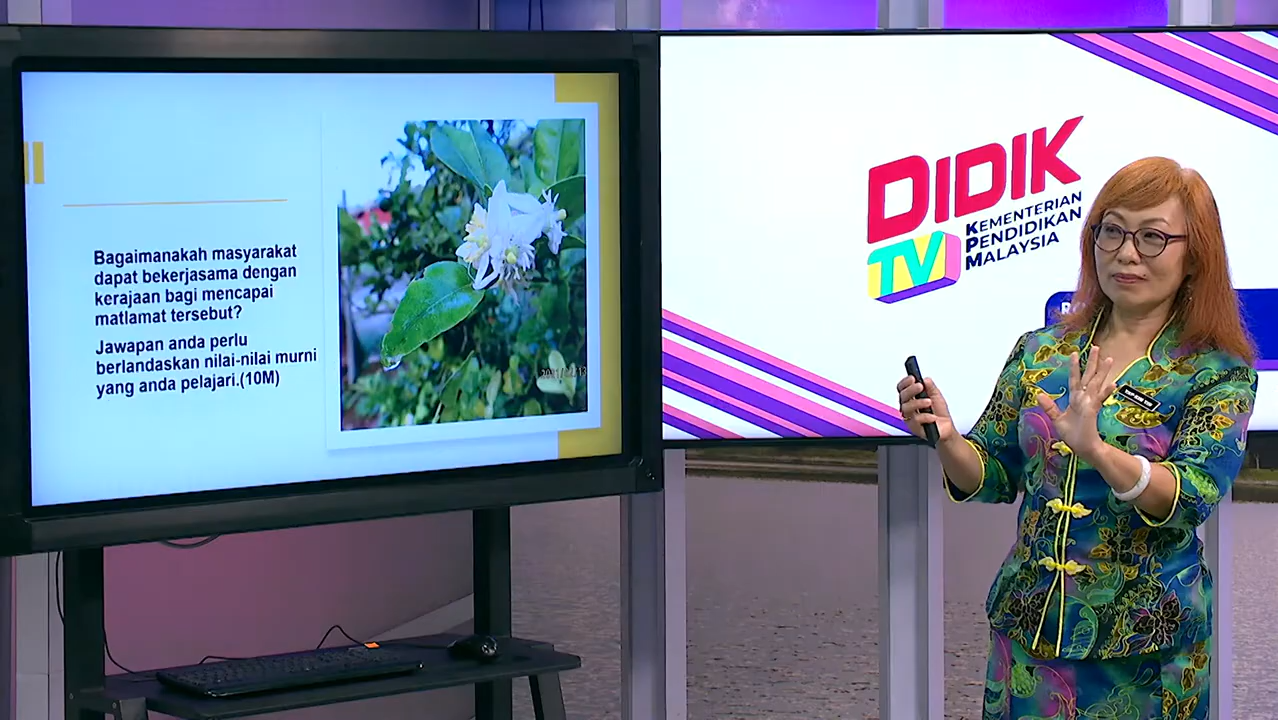 Bagaimanakah masyarakat
dapat bekerjasama dengan
kerajaan bagi mencapai
matlamat tersebut?
Jawapan anda perlu
berlandaskan nilai-nilai murni
yang anda pelajari.(10M)
DIDIK
TV
KEMENTERIAN
PENDIDIKAN
MALAYSIA